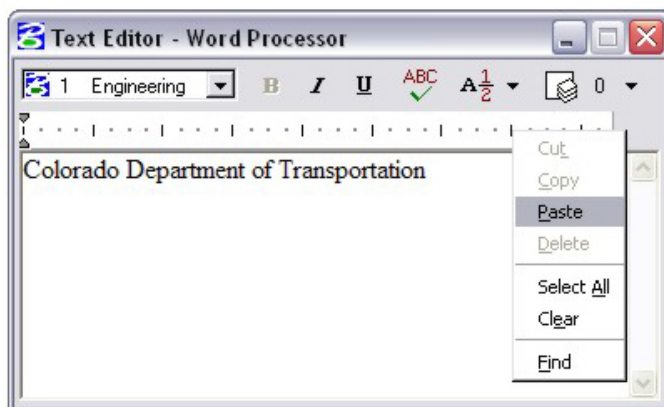 Text Editor - Word Processor
1 Engineering B I U ABC A½ 0
Colorado Department of Transportation
Cut
Copy
Paste
Delete
Select All
Clear
Find